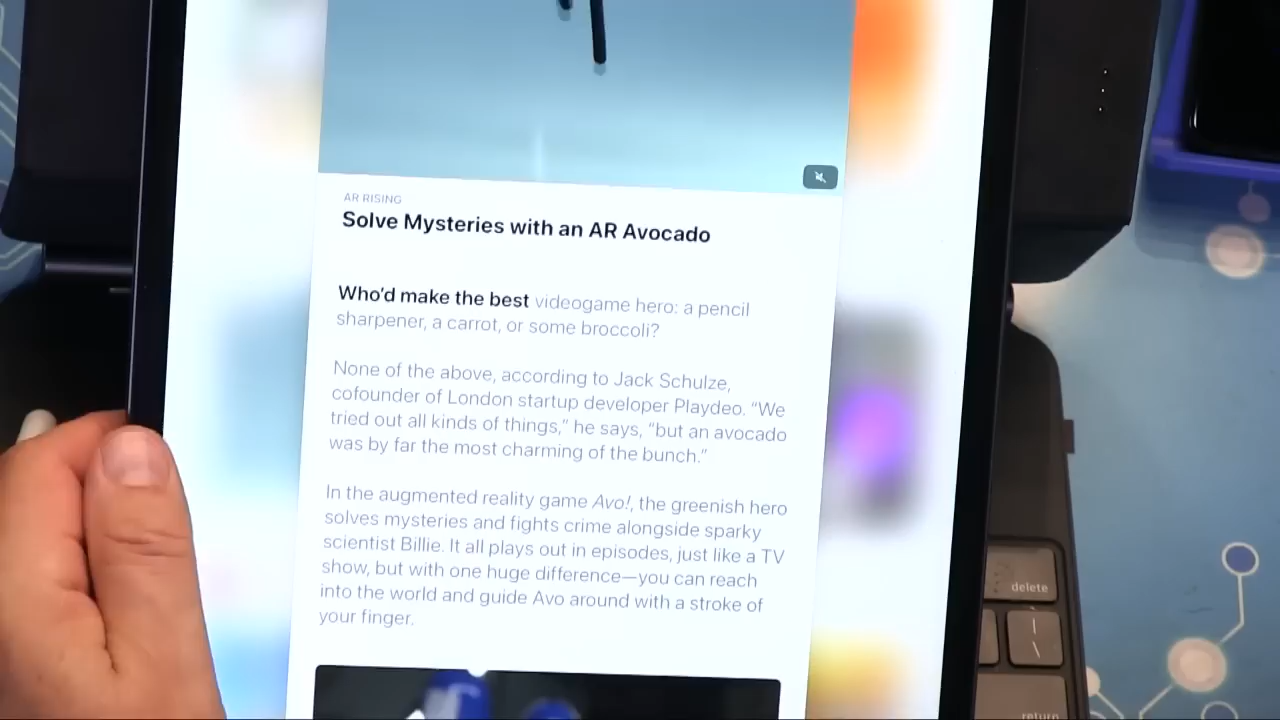 AR RISING
Solve Mysteries with an AR Avocado
Who'd make the best videogame hero: a pencil
sharpener, a carrot, or some broccoli?
None of the above, according to Jack Schulze,
cofounder of London startup developer Playdeo. “We
tried out all kinds of things,” he says, “but an avocado
was by far the most charming of the bunch.”
In the augmented reality game Avo!, the greenish hero
solves mysteries and fights crime alongside sparky
scientist Billie. It all plays out in episodes, just like a TV
show, but with one huge difference—you can reach
into the world and guide Avo around with a stroke of
your finger.
delete
|
\
return